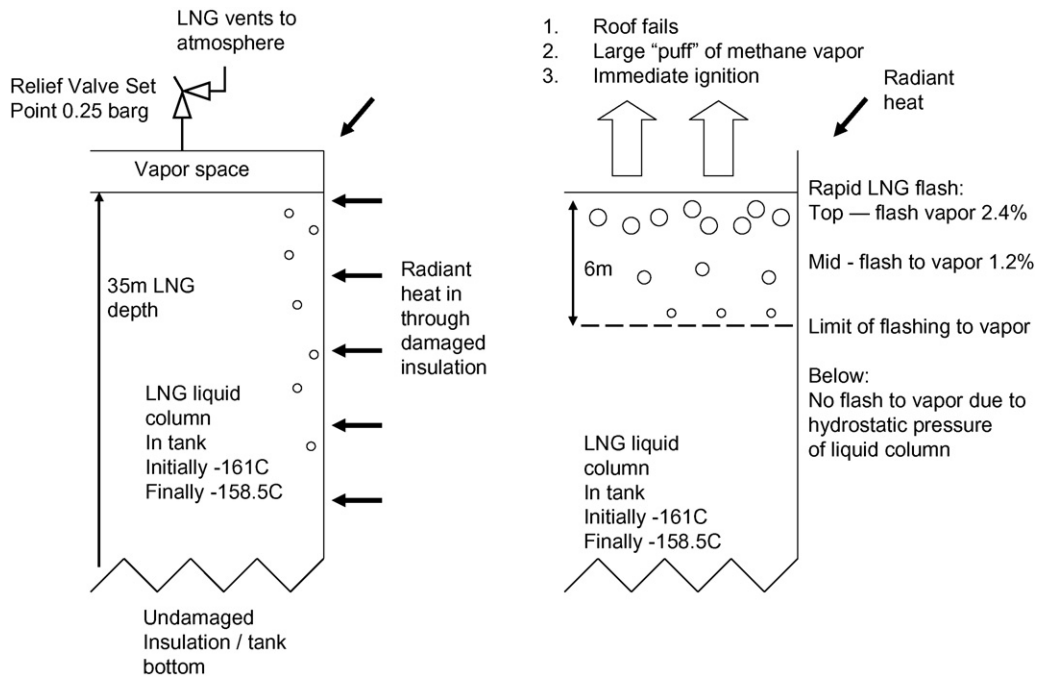 LNG vents to
atmosphere
Relief Valve Set
Point 0.25 barg
Vapor space
35m LNG
depth
Radiant
heat in
through
damaged
insulation
LNG liquid
column
In tank
Initially -161C
Finally -158.5C
Undamaged
Insulation / tank
bottom
1. Roof fails
2. Large “puff” of methane vapor
3. Immediate ignition
Radiant
heat
Rapid LNG flash:
Top — flash vapor 2.4%
6m
Mid - flash to vapor 1.2%
Limit of flashing to vapor
Below:
No flash to vapor due to
hydrostatic pressure
of liquid column
LNG liquid
column
In tank
Initially -161C
Finally -158.5C